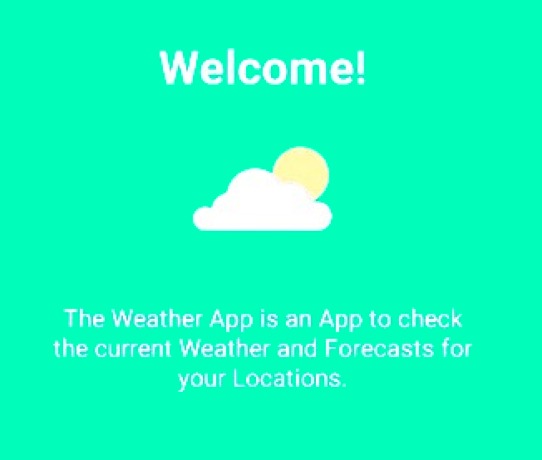 Welcome!
The Weather App is an App to check
the current Weather and Forecasts for
your Locations.